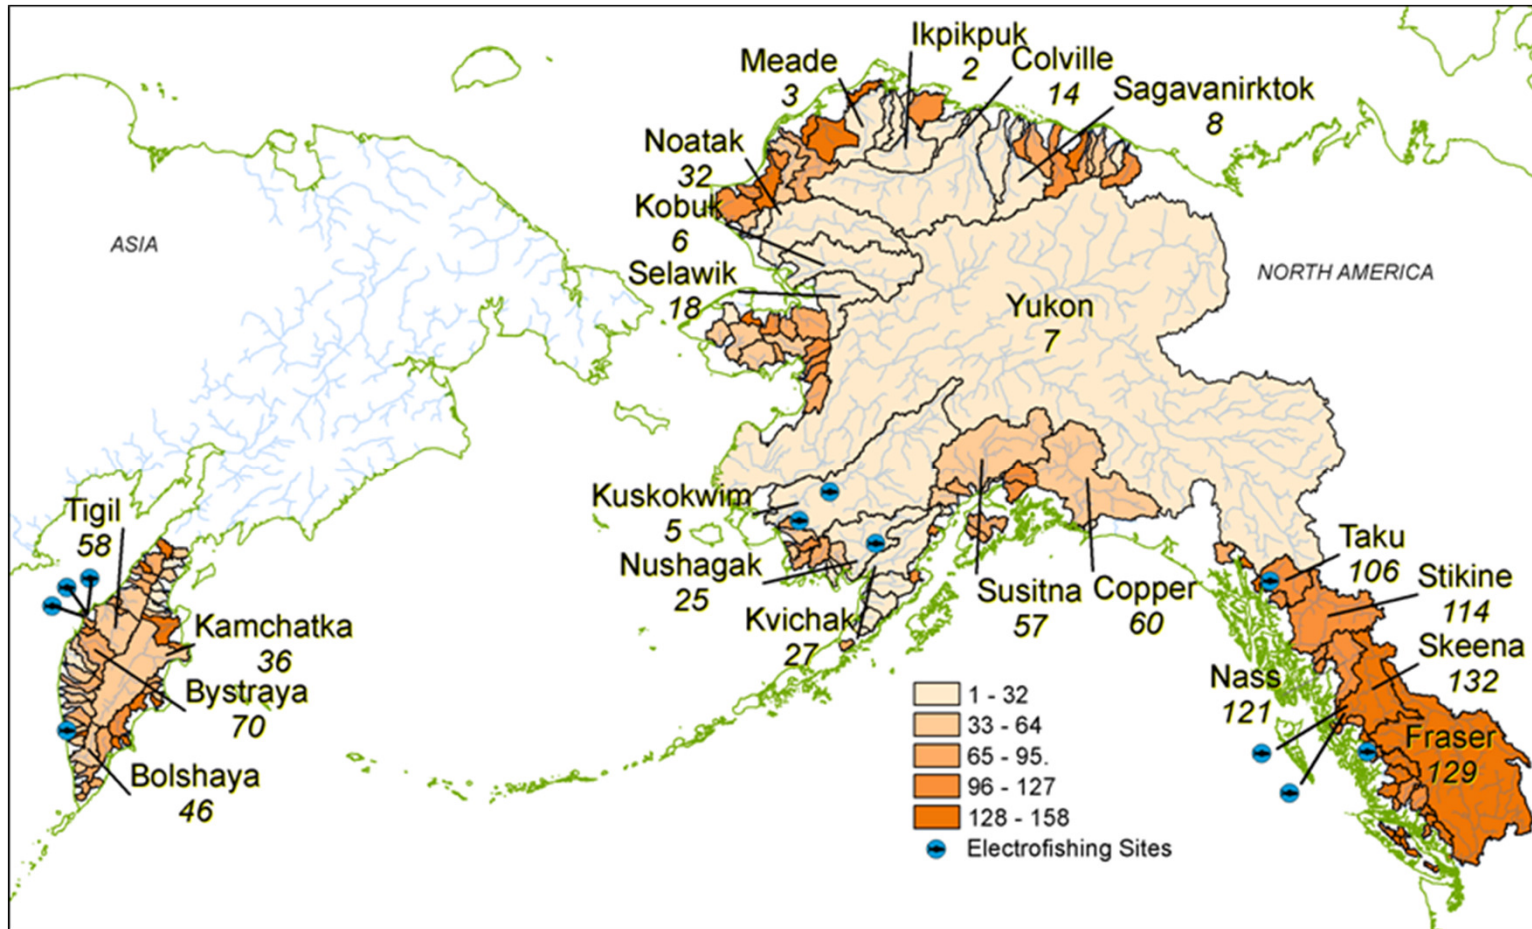 Ikpikpuk
2
Meade
3
Colville
14
Sagavanirktok
8
Noatak
32
Kobuk
6
Selawik
18
ASIA
NORTH AMERICA
Yukon
7
Kuskokwim
5
Nushagak
25
Kvichak
27
Susitna
57
Copper
60
Taku
106
Stikine
114
Skeena
132
Nass
121
Fraser
129
Tigil
58
Kamchatka
36
Bystraya
70
Bolshaya
46
1 - 32
33 - 64
65 - 95.
96 - 127
128 - 158
Electrofishing Sites